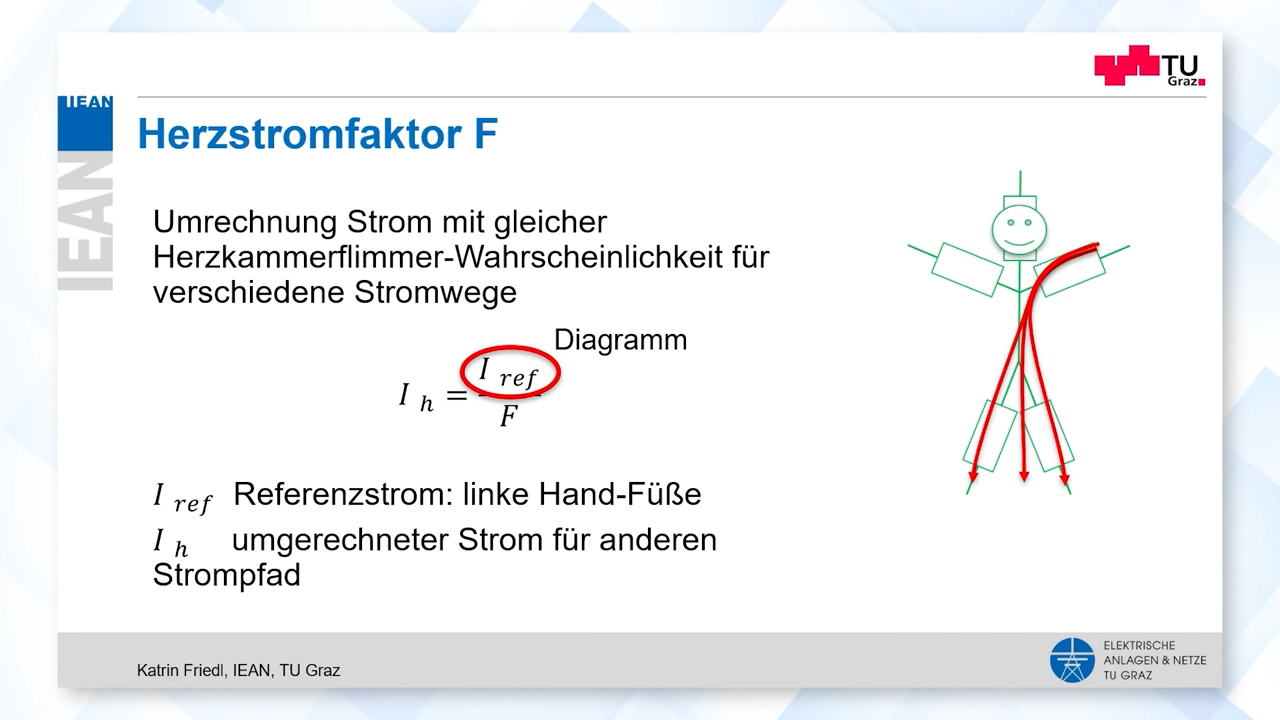 TU
Graz
IEAN
IEAN
Herzstromfaktor F
Umrechnung Strom mit gleicher
Herzkammerflimmer-Wahrscheinlichkeit für
verschiedene Stromwege
Diagramm
I h = I ref / F
I ref Referenzstrom: linke Hand-Füße
I h umgerechneter Strom für anderen
Strompfad
Katrin Friedl, IEAN, TU Graz
ELEKTRISCHE
ANLAGEN & NETZE
TU GRAZ